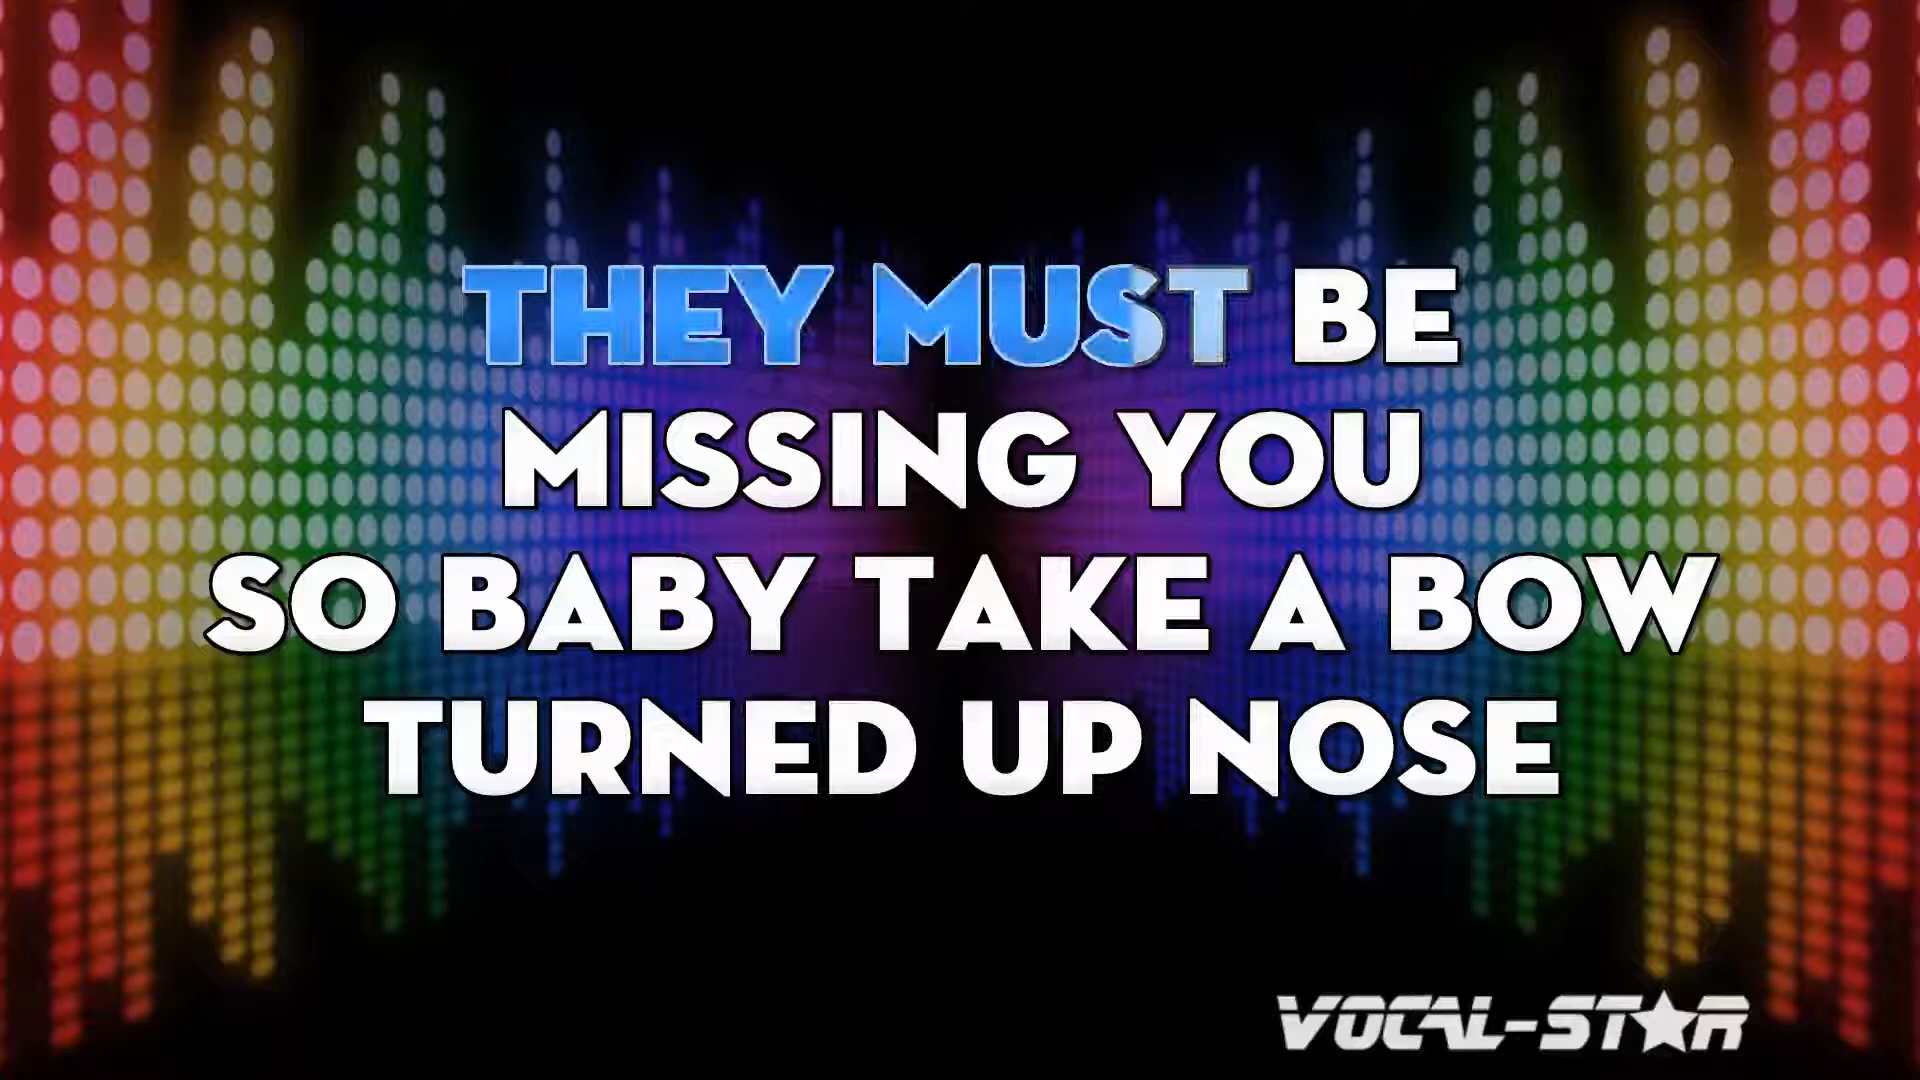 THEY MUST BE
MISSING YOU
SO BABY TAKE A BOW
TURNED UP NOSE
VOCAL-STAR